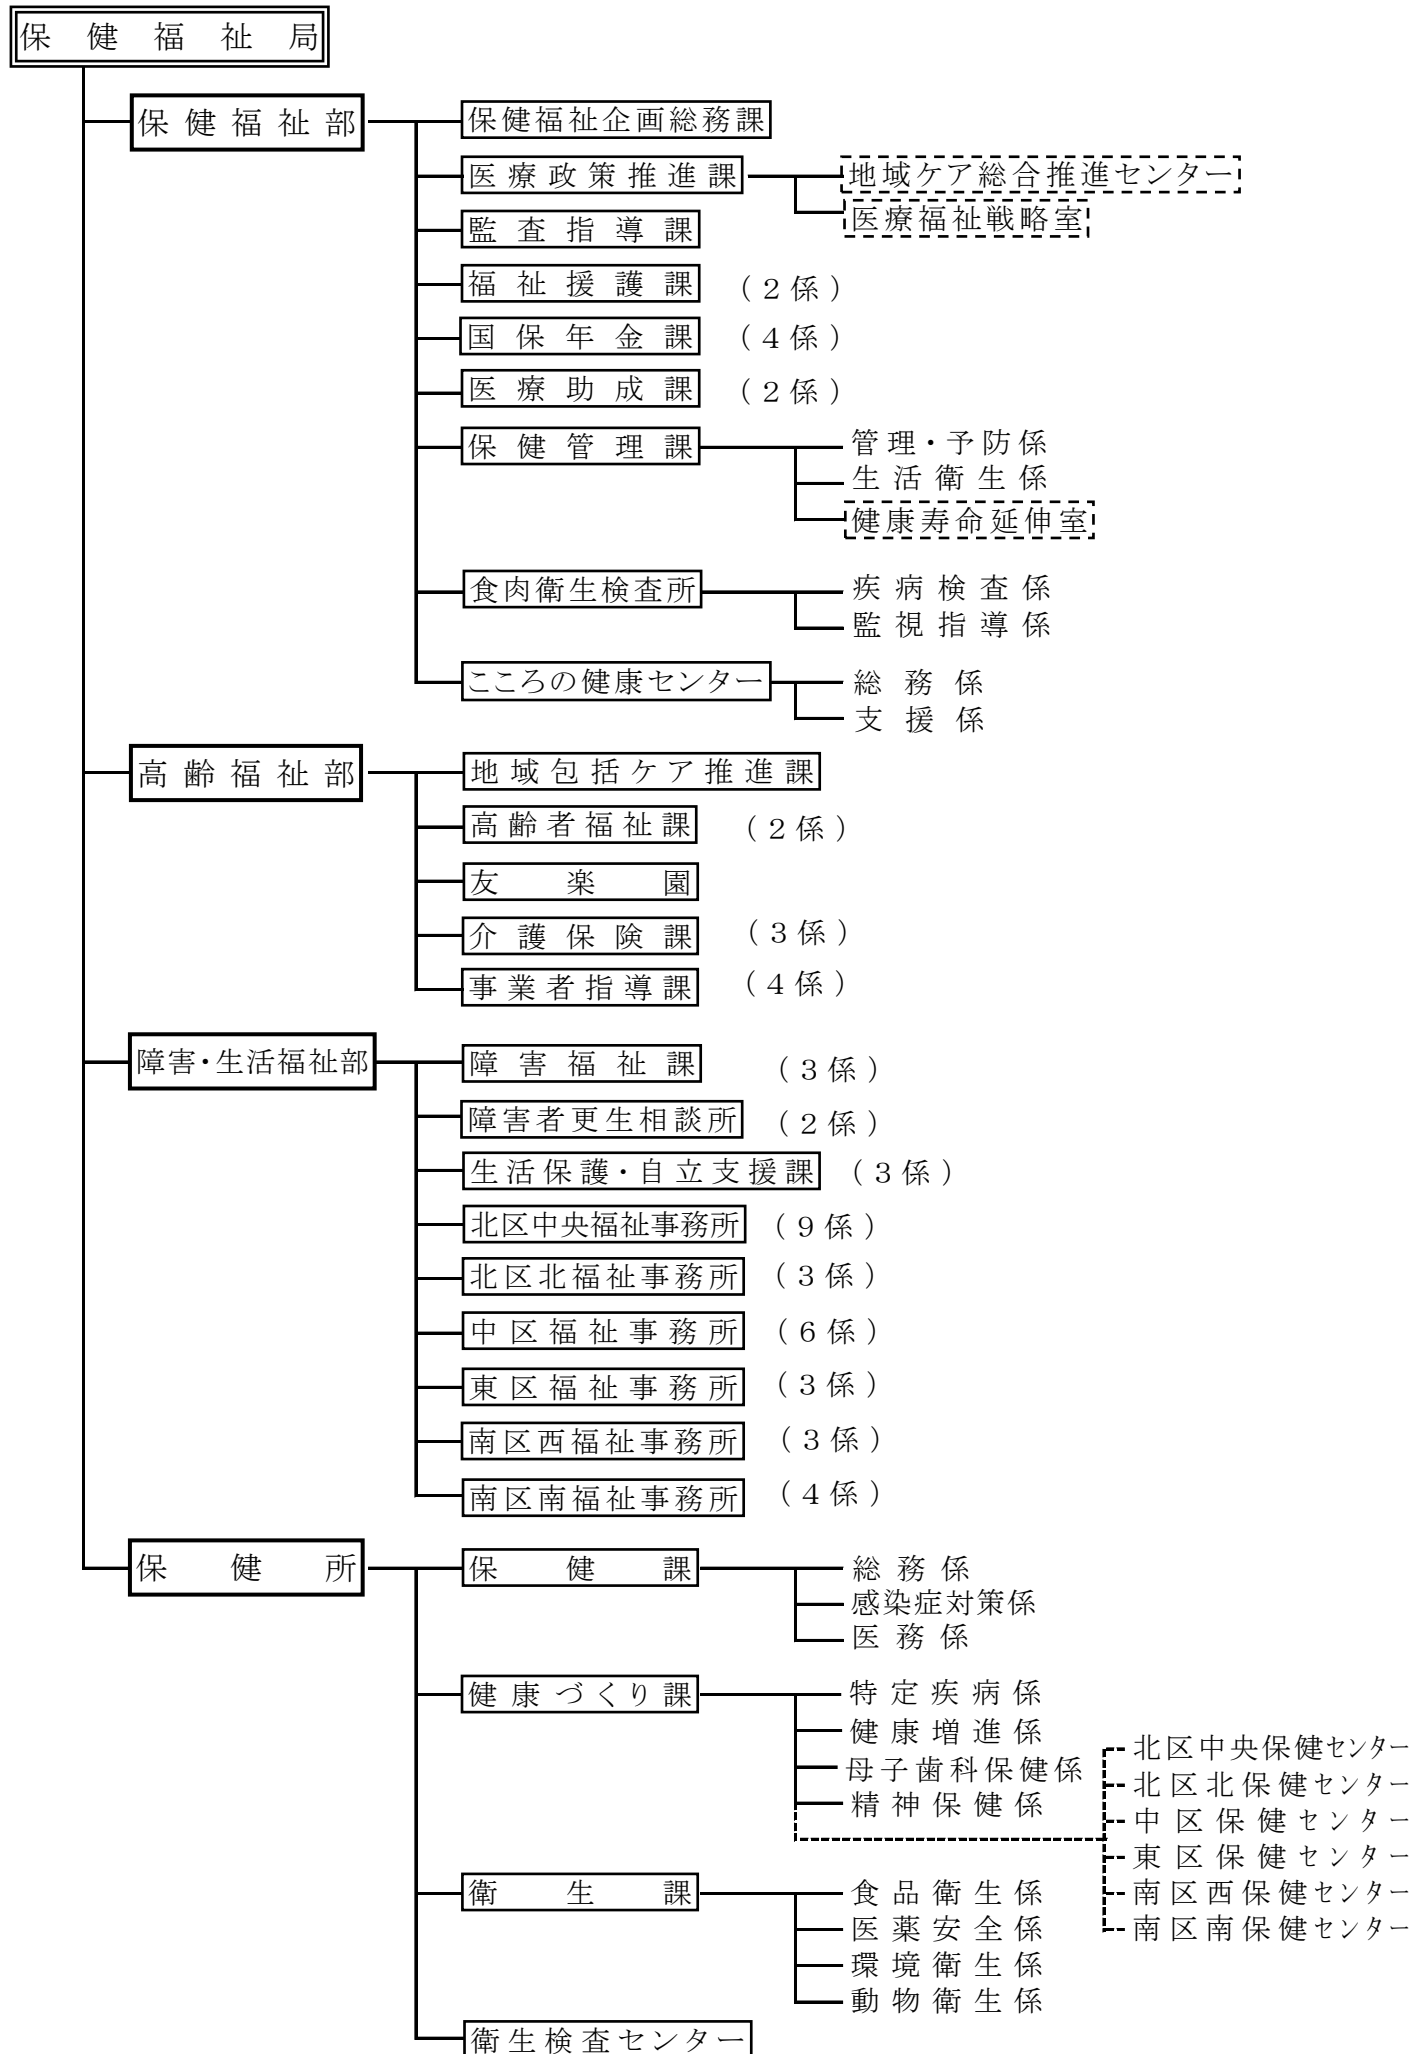 保健福祉局
保健福祉部
保健福祉企画総務課
医療政策推進課
地域ケア総合推進センター
医療福祉戦略室
監査指導課
福祉援護課 (2係)
国保年金課 (4係)
医療助成課 (2係)
保健管理課
管理・予防係
生活衛生係
健康寿命延伸室
食肉衛生検査所
疾病検査係
監視指導係
こころの健康センター
総務係
支援係
高齢福祉部
地域包括ケア推進課
高齢者福祉課 (2係)
友楽園
介護保険課 (3係)
事業者指導課 (4係)
障害・生活福祉部
障害福祉課 (3係)
障害者更生相談所 (2係)
生活保護・自立支援課 (3係)
北区中央福祉事務所 (9係)
北区北福祉事務所 (3係)
中区福祉事務所 (6係)
東区福祉事務所 (3係)
南区西福祉事務所 (3係)
南区南福祉事務所 (4係)
保健所
保健課
総務係
感染症対策係
医務係
健康づくり課
特定疾病係
健康増進係
母子歯科保健係
精神保健係
北区中央保健センター
北区北保健センター
中区保健センター
東区保健センター
南区西保健センター
南区南保健センター
衛生課
食品衛生係
医薬安全係
環境衛生係
動物衛生係
衛生検査センター